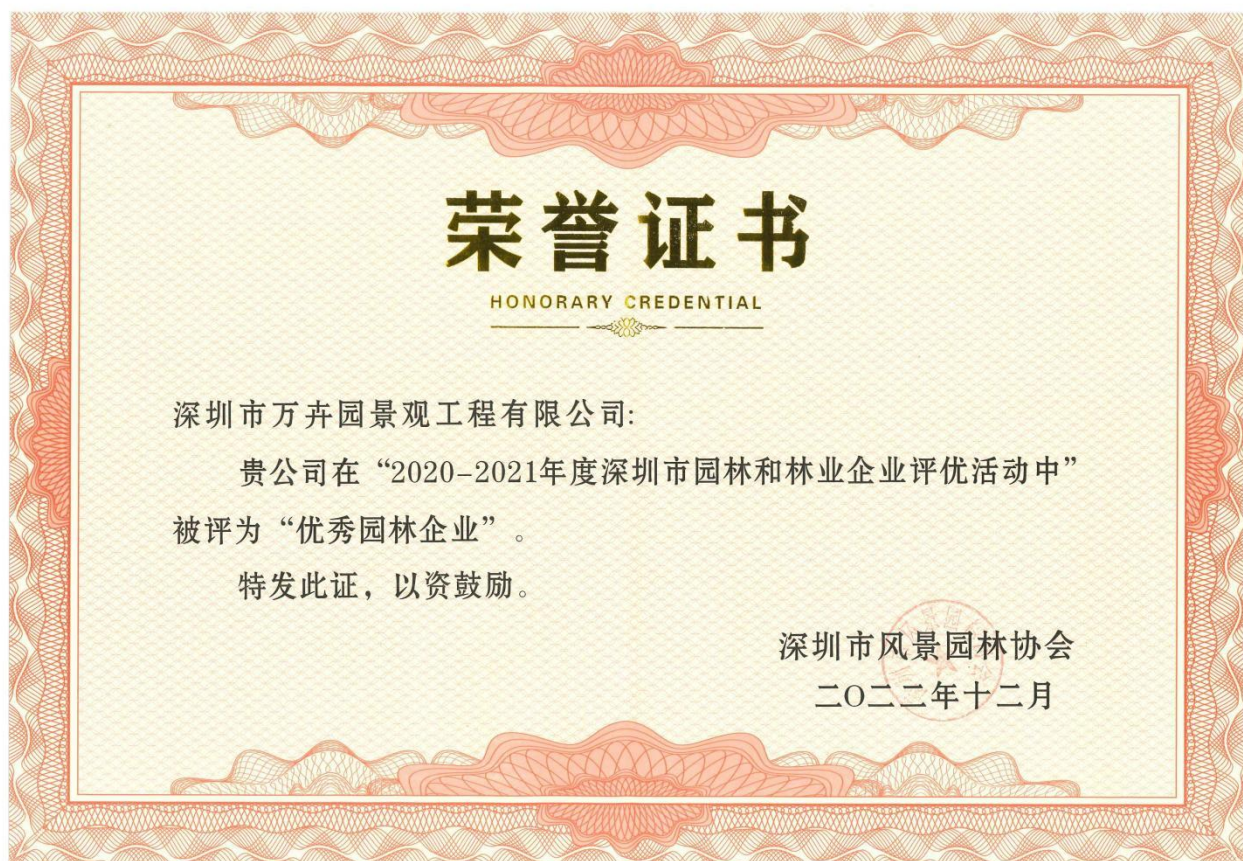 荣誉证书
HONORARY CREDENTIAL
深圳市万卉园景观工程有限公司:
贵公司在“2020-2021年度深圳市园林和林业企业评优活动中”
被评为“优秀园林企业”。
特发此证，以资鼓励。
深圳市风景园林协会
二〇二二年十二月